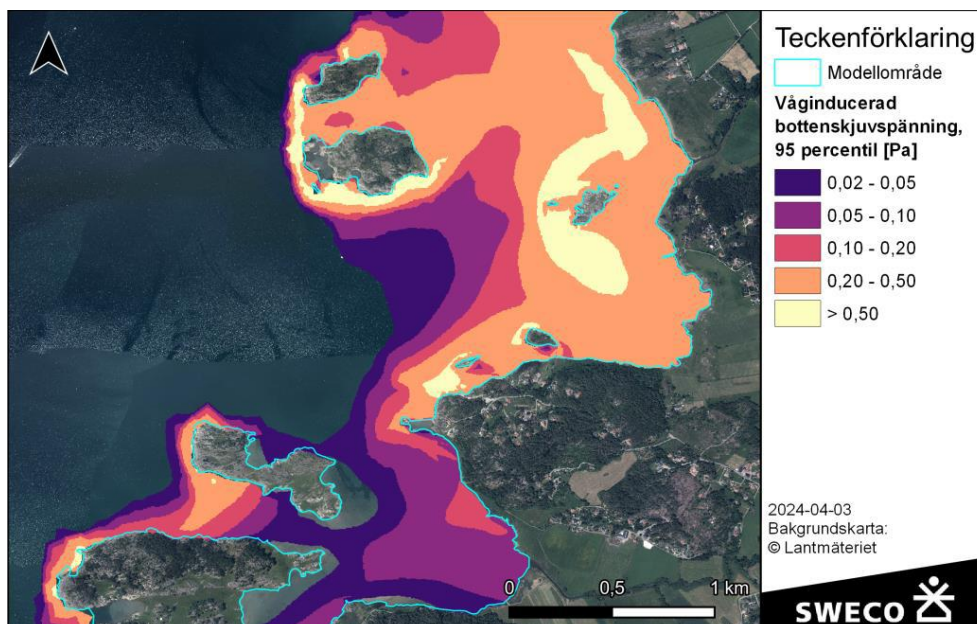 Teckenförklaring
Modellområde
Våginducerad
bottenskjuvspänning,
95 percentil [Pa]
0,02 - 0,05
0,05 - 0,10
0,10 - 0,20
0,20 - 0,50
> 0,50
2024-04-03
Bakgrundskarta:
© Lantmäteriet
0 0,5 1 km
SWECO